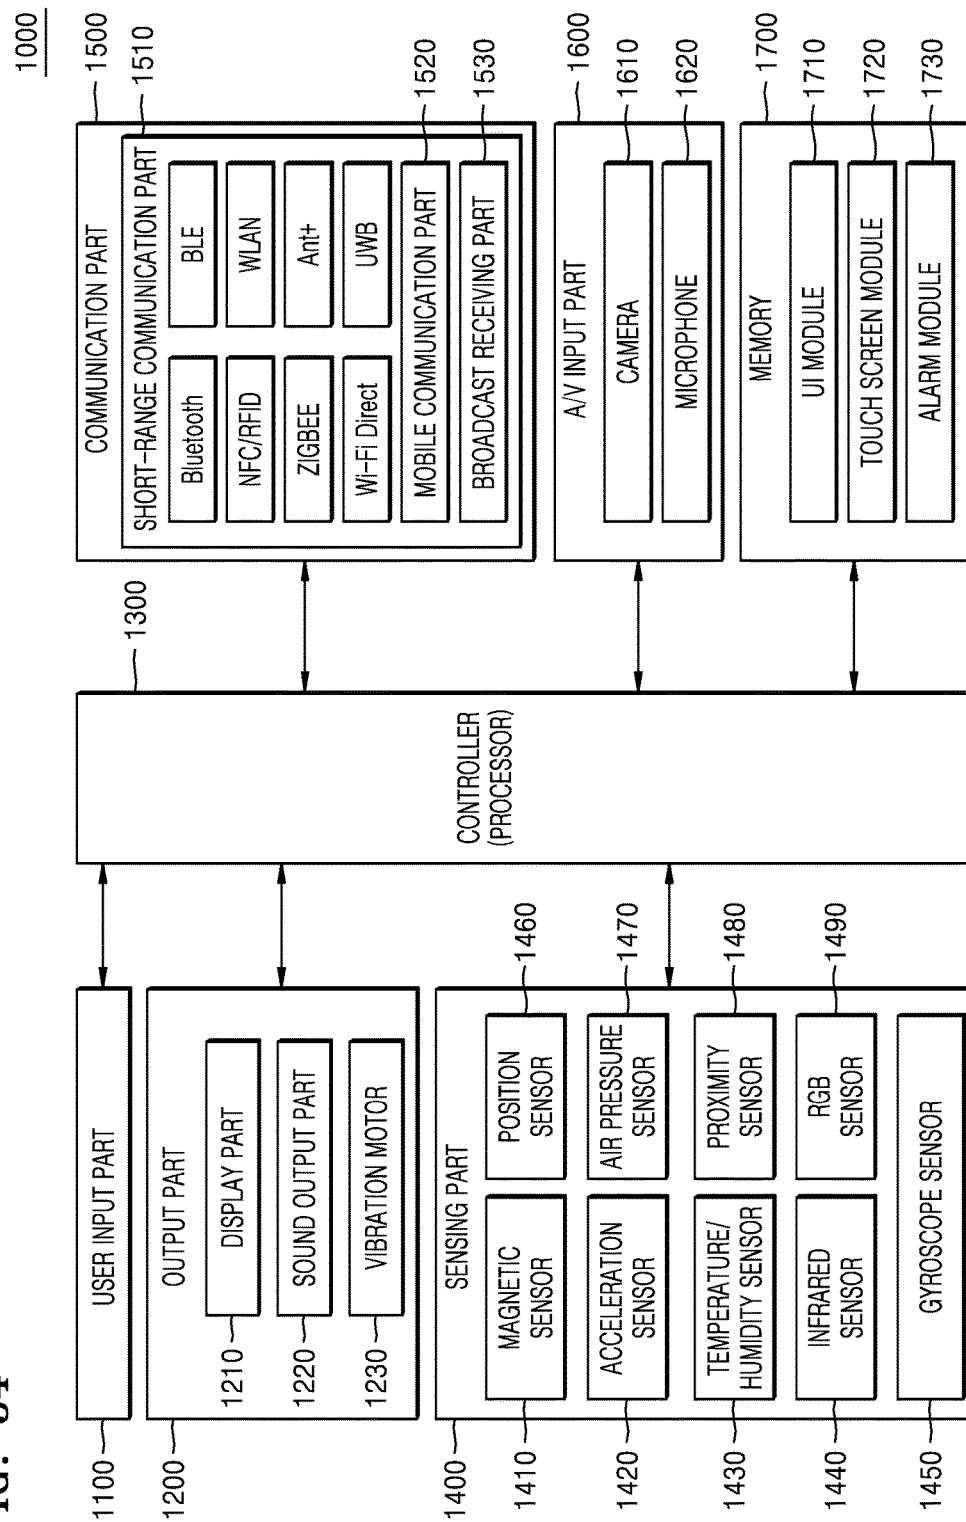 1000
1100
USER INPUT PART
1200
OUTPUT PART
1210
DISPLAY PART
1220
SOUND OUTPUT PART
1230
VIBRATION MOTOR
1400
SENSING PART
1410
MAGNETIC
SENSOR
POSITION
SENSOR
1460
1420
ACCELERATION
SENSOR
AIR PRESSURE
SENSOR
1470
1430
TEMPERATURE/
HUMIDITY SENSOR
PROXIMITY
SENSOR
1480
1440
INFRARED
SENSOR
RGB
SENSOR
1490
1450
GYROSCOPE SENSOR
1300
CONTROLLER
(PROCESSOR)
1500
COMMUNICATION PART
1510
SHORT-RANGE COMMUNICATION PART
Bluetooth
BLE
NFC/RFID
WLAN
ZIGBEE
Ant+
Wi-Fi Direct
UWB
MOBILE COMMUNICATION PART
1520
BROADCAST RECEIVING PART
1530
1600
A/V INPUT PART
CAMERA
1610
MICROPHONE
1620
1700
MEMORY
UI MODULE
1710
TOUCH SCREEN MODULE
1720
ALARM MODULE
1730